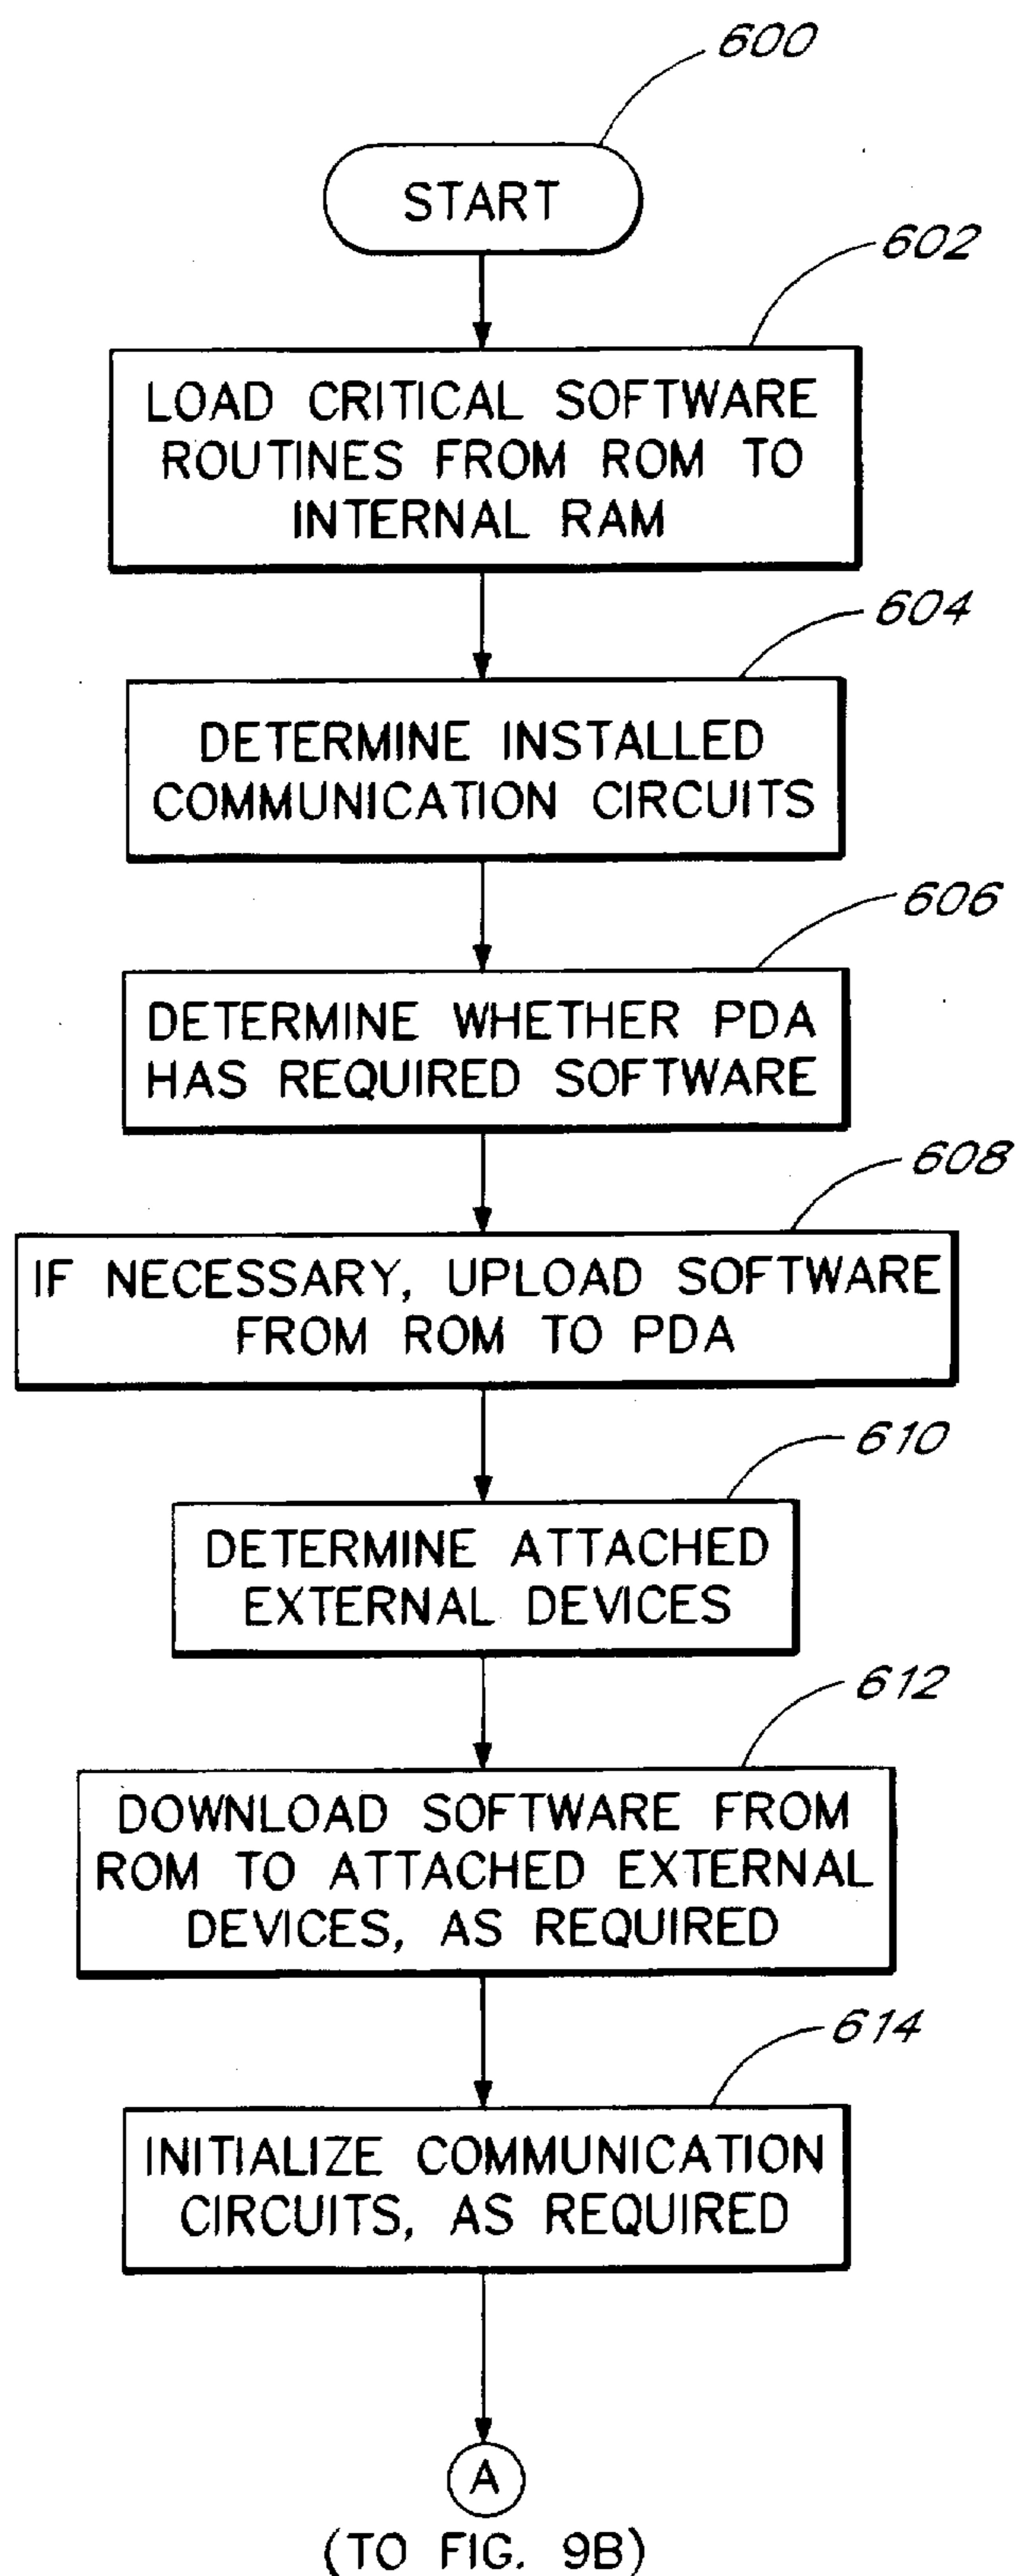 600
START
602
LOAD CRITICAL SOFTWARE
ROUTINES FROM ROM TO
INTERNAL RAM
604
DETERMINE INSTALLED
COMMUNICATION CIRCUITS
606
DETERMINE WHETHER PDA
HAS REQUIRED SOFTWARE
608
IF NECESSARY, UPLOAD SOFTWARE
FROM ROM TO PDA
610
DETERMINE ATTACHED
EXTERNAL DEVICES
612
DOWNLOAD SOFTWARE FROM
ROM TO ATTACHED EXTERNAL
DEVICES, AS REQUIRED
614
INITIALIZE COMMUNICATION
CIRCUITS, AS REQUIRED
A
(TO FIG. 9B)